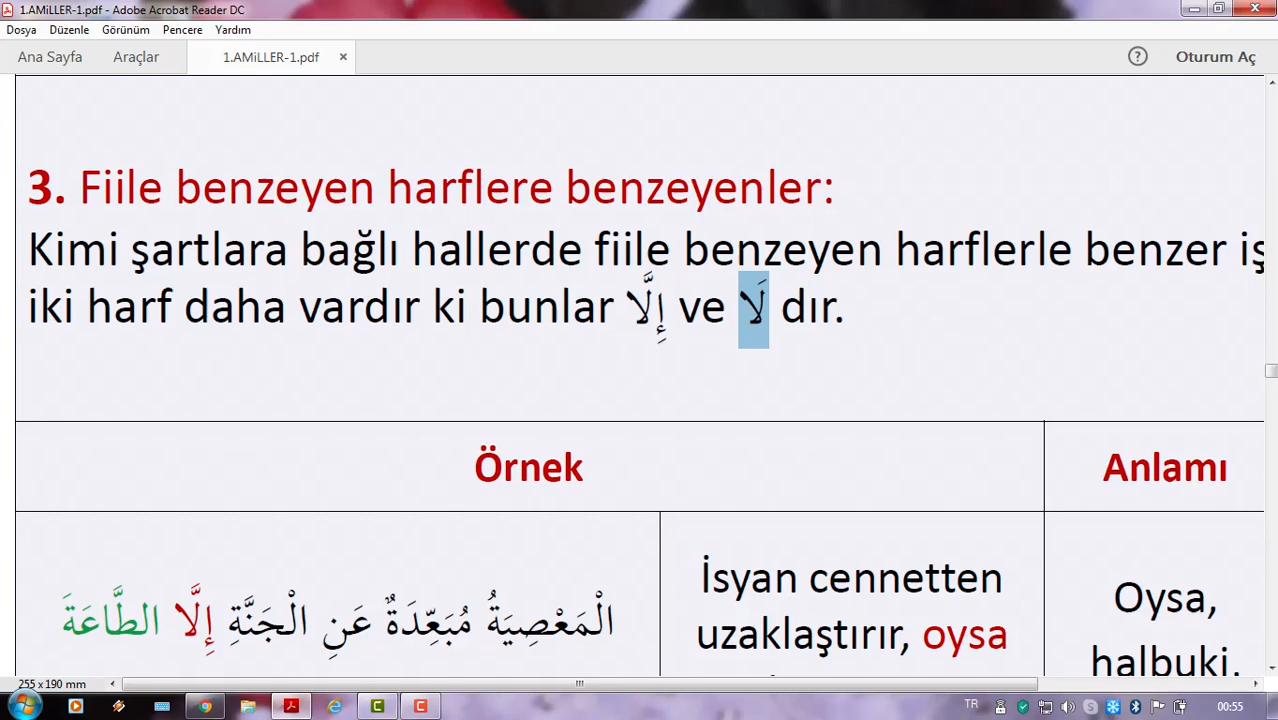 1.AMiLLER-1.pdf - Adobe Acrobat Reader DC
Dosya Düzenle Görünüm Pencere Yardım
Ana Sayfa Araçlar 1.AMiLLER-1.pdf × ? Oturum Aç
3. Fiile benzeyen harflere benzeyenler:
Kimi şartlara bağlı hallerde fiile benzeyen harflerle benzer iş
iki harf daha vardır ki bunlar إِلَّا ve لَا dır.
Örnek Anlamı
الْمَعْصِيَةُ مُبَعِّدَةٌ عَنِ الْجَنَّةِ إِلَّا الطَّاعَةَ
İsyan cennetten
uzaklaştırır, oysa
Oysa,
halbuki.
255 x 190 mm
TR 00:55